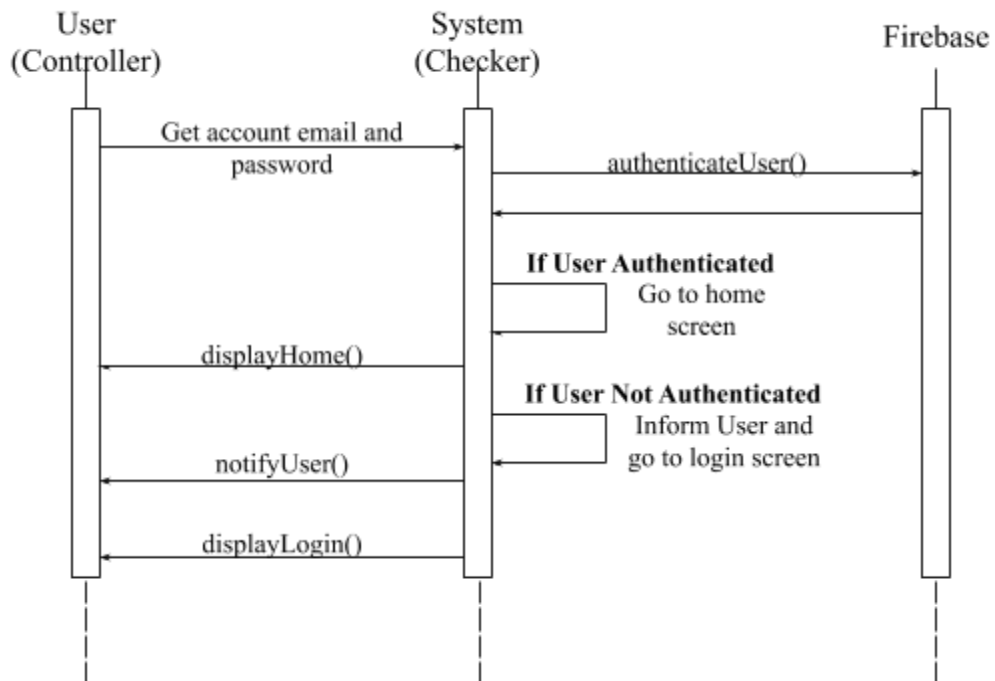 User
(Controller)
System
(Checker)
Firebase
Get account email and
password
authenticateUser()
If User Authenticated
Go to home
screen
displayHome()
If User Not Authenticated
Inform User and
go to login screen
notifyUser()
displayLogin()